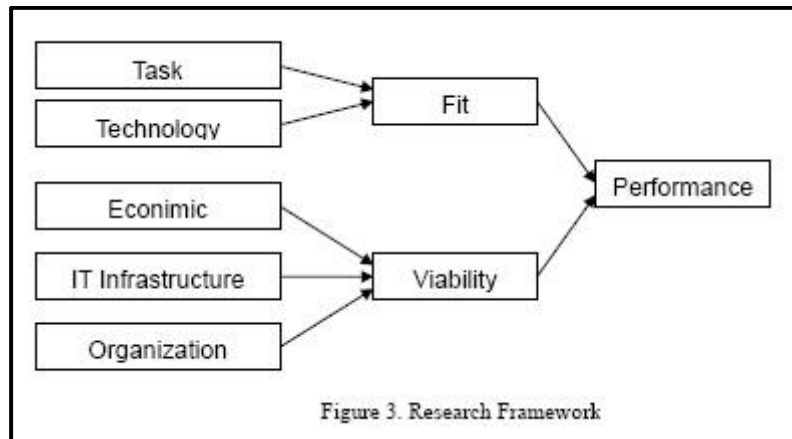 Task
Technology
Fit
Econimic
IT Infrastructure
Organization
Viability
Performance
Figure 3. Research Framework